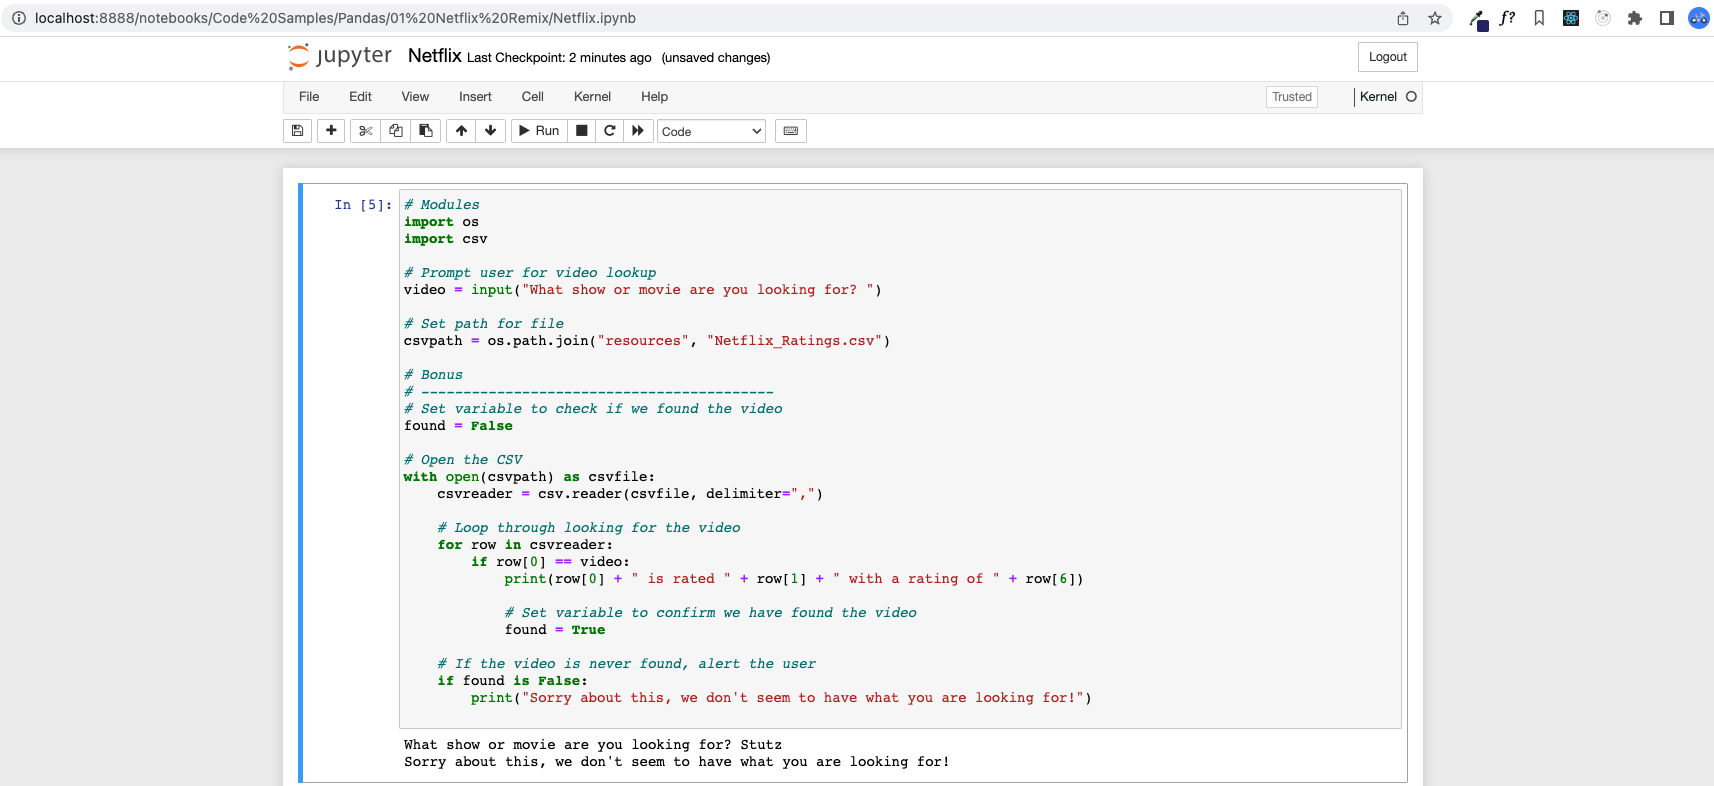 localhost:8888/notebooks/Code%20Samples/Pandas/01%20Netflix%20Remix/Netflix.ipynb
f?
jupyter Netflix Last Checkpoint: 2 minutes ago (unsaved changes)
Logout
File Edit View Insert Cell Kernel Help
Trusted
Kernel
Run
Code
In [5]:
# Modules
import os
import csv
# Prompt user for video lookup
video = input("What show or movie are you looking for? ")
# Set path for file
csvpath = os.path.join("resources", "Netflix_Ratings.csv")
# Bonus
# ------------------------------------------
# Set variable to check if we found the video
found = False
# Open the CSV
with open(csvpath) as csvfile:
    csvreader = csv.reader(csvfile, delimiter=",")
    # Loop through looking for the video
    for row in csvreader:
        if row[0] == video:
            print(row[0] + " is rated " + row[1] + " with a rating of " + row[6])
            # Set variable to confirm we have found the video
            found = True
    # If the video is never found, alert the user
    if found is False:
        print("Sorry about this, we don't seem to have what you are looking for!")
What show or movie are you looking for? Stutz
Sorry about this, we don't seem to have what you are looking for!